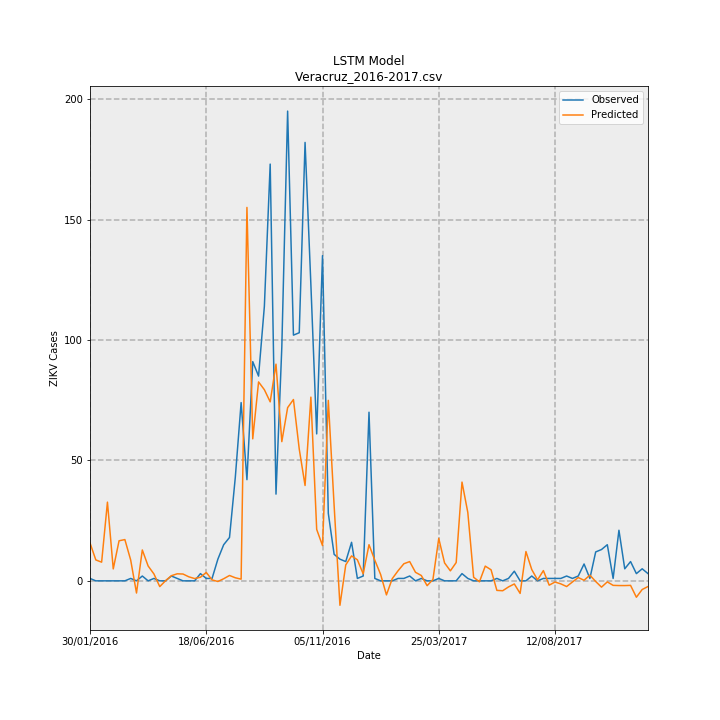 LSTM Model
Veracruz_2016-2017.csv
Observed
Predicted
200
150
100
50
0
ZIKV Cases
30/01/2016
18/06/2016
05/11/2016
25/03/2017
12/08/2017
Date